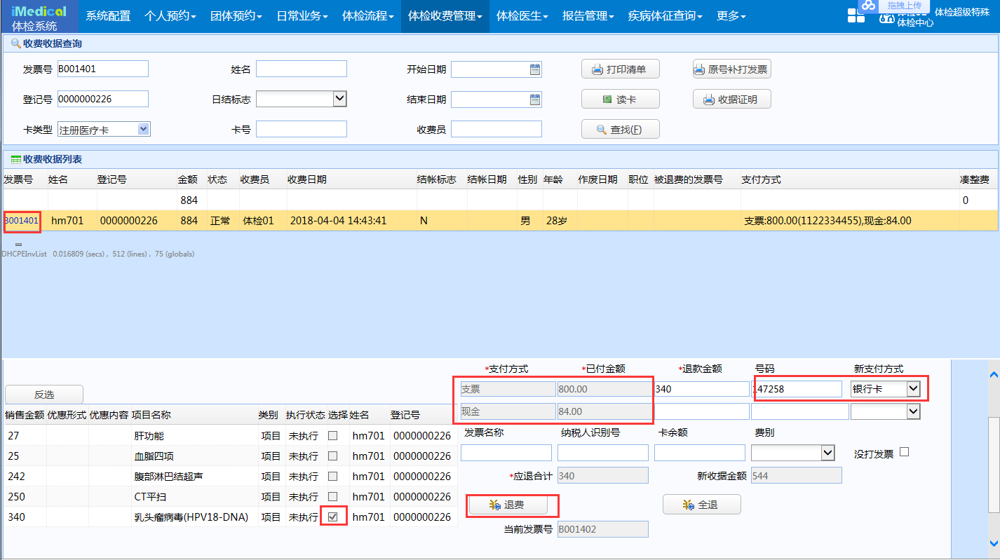 iMedical
体检系统
系统配置 个人预约 团体预约 日常业务 体检流程 体检收费管理 体检医生 报告管理 疾病体征查询 更多
拖拽上传
体检超级特殊
体检中心
收费收据查询
发票号 B001401 姓名 开始日期 打印清单 原号补打发票
登记号 0000000226 日结标志 结束日期 读卡 收据证明
卡类型 注册医疗卡 卡号 收费员 查找(F)
收费收据列表
发票号 姓名 登记号 金额 状态 收费员 收费日期 结帐标志 结帐日期 性别 年龄 作废日期 职位 被退费的发票号 支付方式 凑整费
884 0
B001401 hm701 0000000226 884 正常 体检01 2018-04-04 14:43:41 N 男 28岁 支票:800.00(1122334455),现金:84.00
DHCPEInvList 0.016809 (secs) , 512 (lines) , 75 (globals)
*支付方式 *已付金额 *退款金额 号码 新支付方式
支票 800.00 340 147258 银行卡
现金 84.00
发票名称 纳税人识别号 卡余额 费别
没打发票
*应退合计 340 新收据金额 544
退费 全退
当前发票号 B001402
反选
销售金额 优惠形式 优惠内容 项目名称 类别 执行状态 选择 姓名 登记号
27 肝功能 项目 未执行 hm701 0000000226
25 血脂四项 项目 未执行 hm701 0000000226
242 腹部淋巴结超声 项目 未执行 hm701 0000000226
250 CT平扫 项目 未执行 hm701 0000000226
340 乳头瘤病毒(HPV18-DNA) 项目 未执行 hm701 0000000226